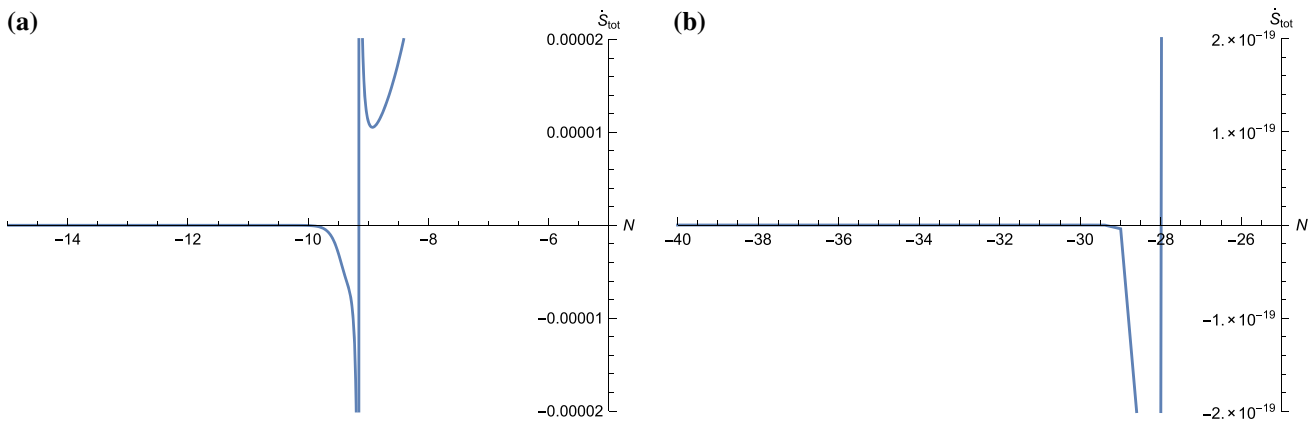 (a)
Ṡtot
0.00002
0.00001
−14 −12 −10 −8 −6 N
−0.00001
−0.00002
(b)
Ṡtot
2.×10−19
1.×10−19
−40 −38 −36 −34 −32 −30 −28 −26 N
−1.×10−19
−2.×10−19